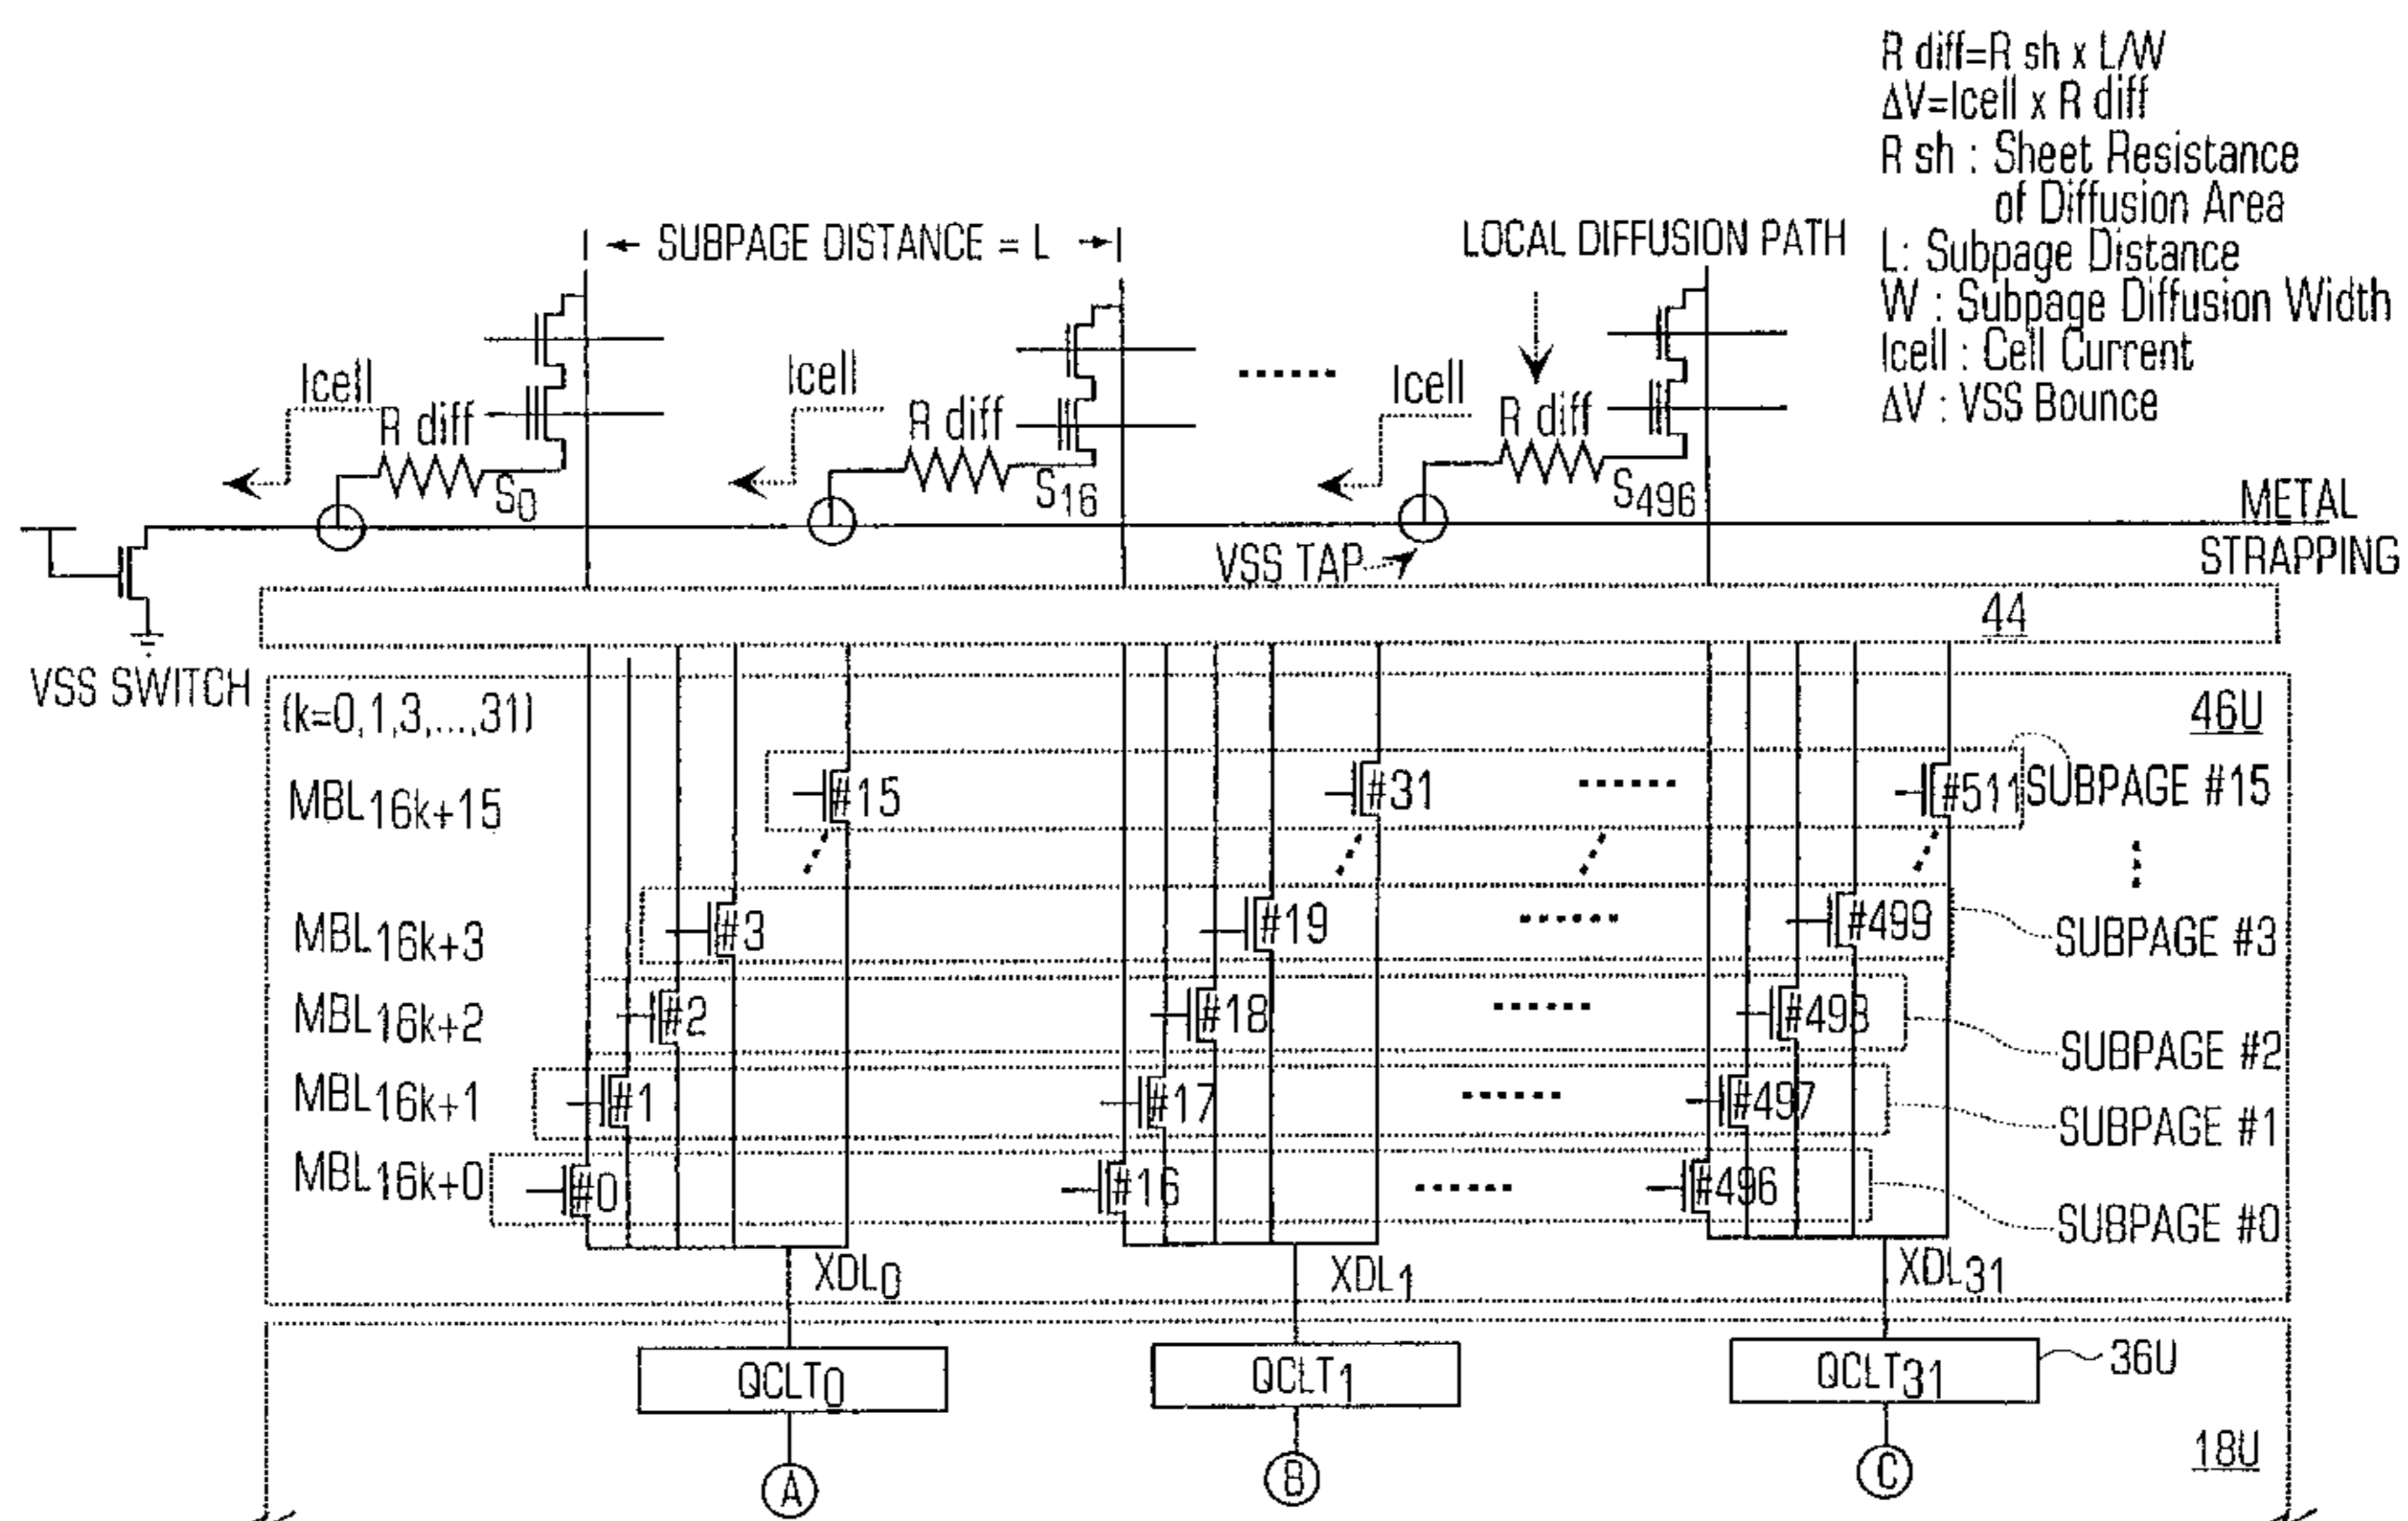 R diff=R sh x L/W
ΔV=Icell x R diff
R sh : Sheet Resistance
of Diffusion Area
L: Subpage Distance
W : Subpage Diffusion Width
Icell : Cell Current
ΔV : VSS Bounce
SUBPAGE DISTANCE = L
LOCAL DIFFUSION PATH
Icell
Icell
Icell
R diff
R diff
R diff
S0
S16
S496
METAL
STRAPPING
VSS TAP
VSS SWITCH
44
(k=0,1,3,...,31)
46U
MBL16k+15
#15
#31
#511
SUBPAGE #15
MBL16k+3
#3
#19
#499
SUBPAGE #3
MBL16k+2
#2
#18
#498
SUBPAGE #2
MBL16k+1
#1
#17
#497
SUBPAGE #1
MBL16k+0
#0
#16
#496
SUBPAGE #0
XDL0
XDL1
XDL31
QCLT0
QCLT1
QCLT31
36U
A
B
C
18U